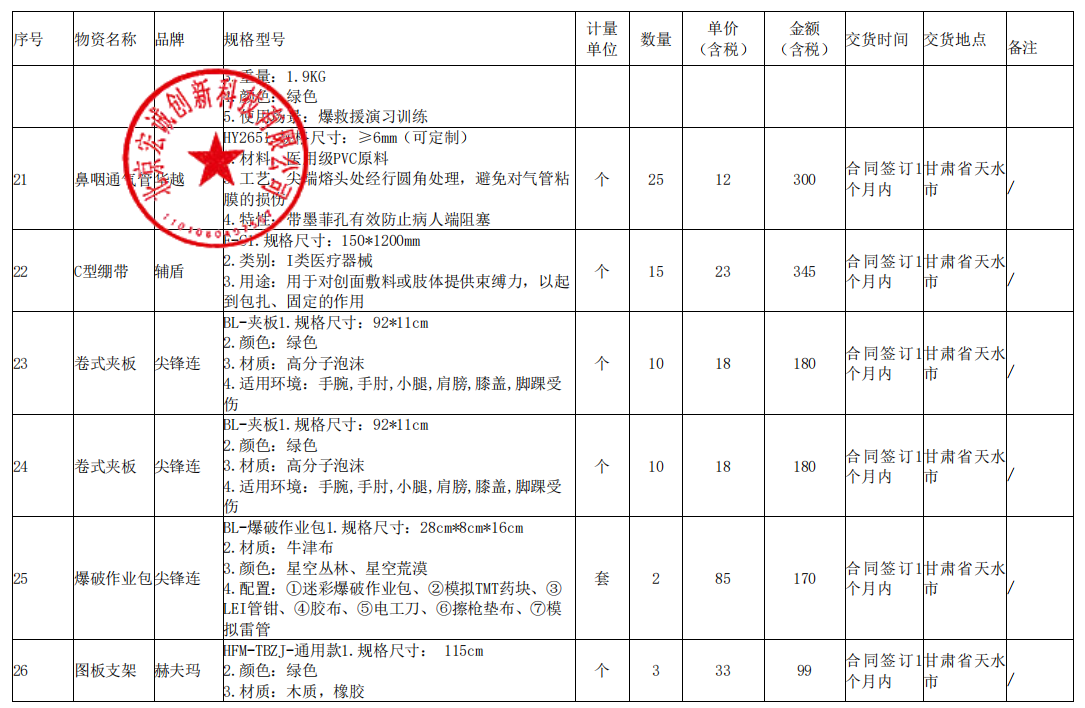 序号 物资名称 品牌 规格型号 计量单位 数量 单价（含税） 金额（含税） 交货时间 交货地点 备注
重量：1.9KG
颜色：绿色
5.使用场景：爆救援演习训练
北京宏诚创新科技有限公司
21 鼻咽通气管 华越 个 25 12 300 合同签订1个月内 甘肃省天水市 /
HY2651.规格尺寸：≥6mm（可定制）
材料：医用级PVC原料
工艺：尖端熔头处经行圆角处理，避免对气管粘
膜的损伤
4.特性：带墨菲孔有效防止病人端阻塞
22 C型绷带 辅盾 个 15 23 345 合同签订1个月内 甘肃省天水市 /
1.规格尺寸：150*1200mm
2.类别：I类医疗器械
3.用途：用于对创面敷料或肢体提供束缚力，以起
到包扎、固定的作用
23 卷式夹板 尖锋连 个 10 18 180 合同签订1个月内 甘肃省天水市 /
BL-夹板1.规格尺寸：92*11cm
2.颜色：绿色
3.材质：高分子泡沫
4.适用环境：手腕,手肘,小腿,肩膀,膝盖,脚踝受
伤
24 卷式夹板 尖锋连 个 10 18 180 合同签订1个月内 甘肃省天水市 /
BL-夹板1.规格尺寸：92*11cm
2.颜色：绿色
3.材质：高分子泡沫
4.适用环境：手腕,手肘,小腿,肩膀,膝盖,脚踝受
伤
25 爆破作业包 尖锋连 套 2 85 170 合同签订1个月内 甘肃省天水市 /
BL-爆破作业包1.规格尺寸：28cm*8cm*16cm
2.材质：牛津布
3.颜色：星空丛林、星空荒漠
4.配置：①迷彩爆破作业包、②模拟TMT药块、③
LEI管钳、④胶布、⑤电工刀、⑥擦枪垫布、⑦模
拟雷管
26 图板支架 赫夫玛 个 3 33 99 合同签订1个月内 甘肃省天水市 /
HFM-TBZJ-通用款1.规格尺寸： 115cm
2.颜色：绿色
3.材质：木质，橡胶